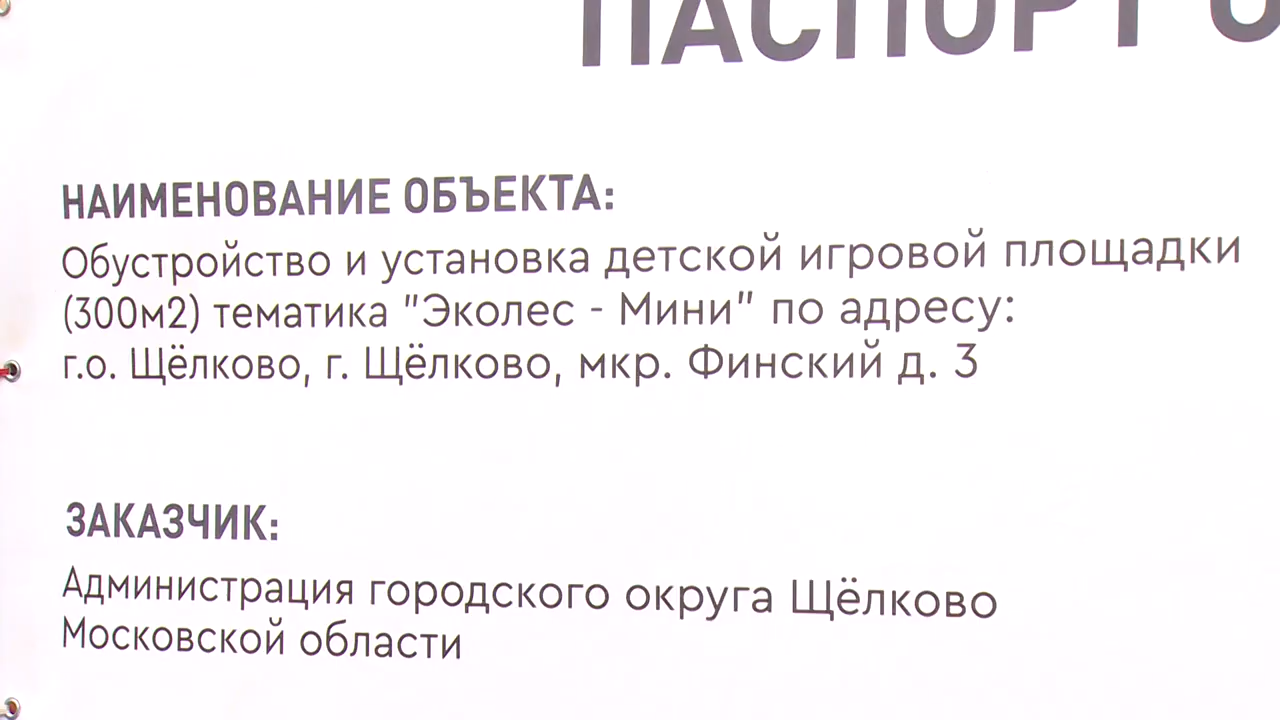 ПАСПОРТ О
НАИМЕНОВАНИЕ ОБЪЕКТА:
Обустройство и установка детской игровой площадки
(300м2) тематика "Эколес - Мини" по адресу:
г.о. Щёлково, г. Щёлково, мкр. Финский д. 3
ЗАКАЗЧИК:
Администрация городского округа Щёлково
Московской области